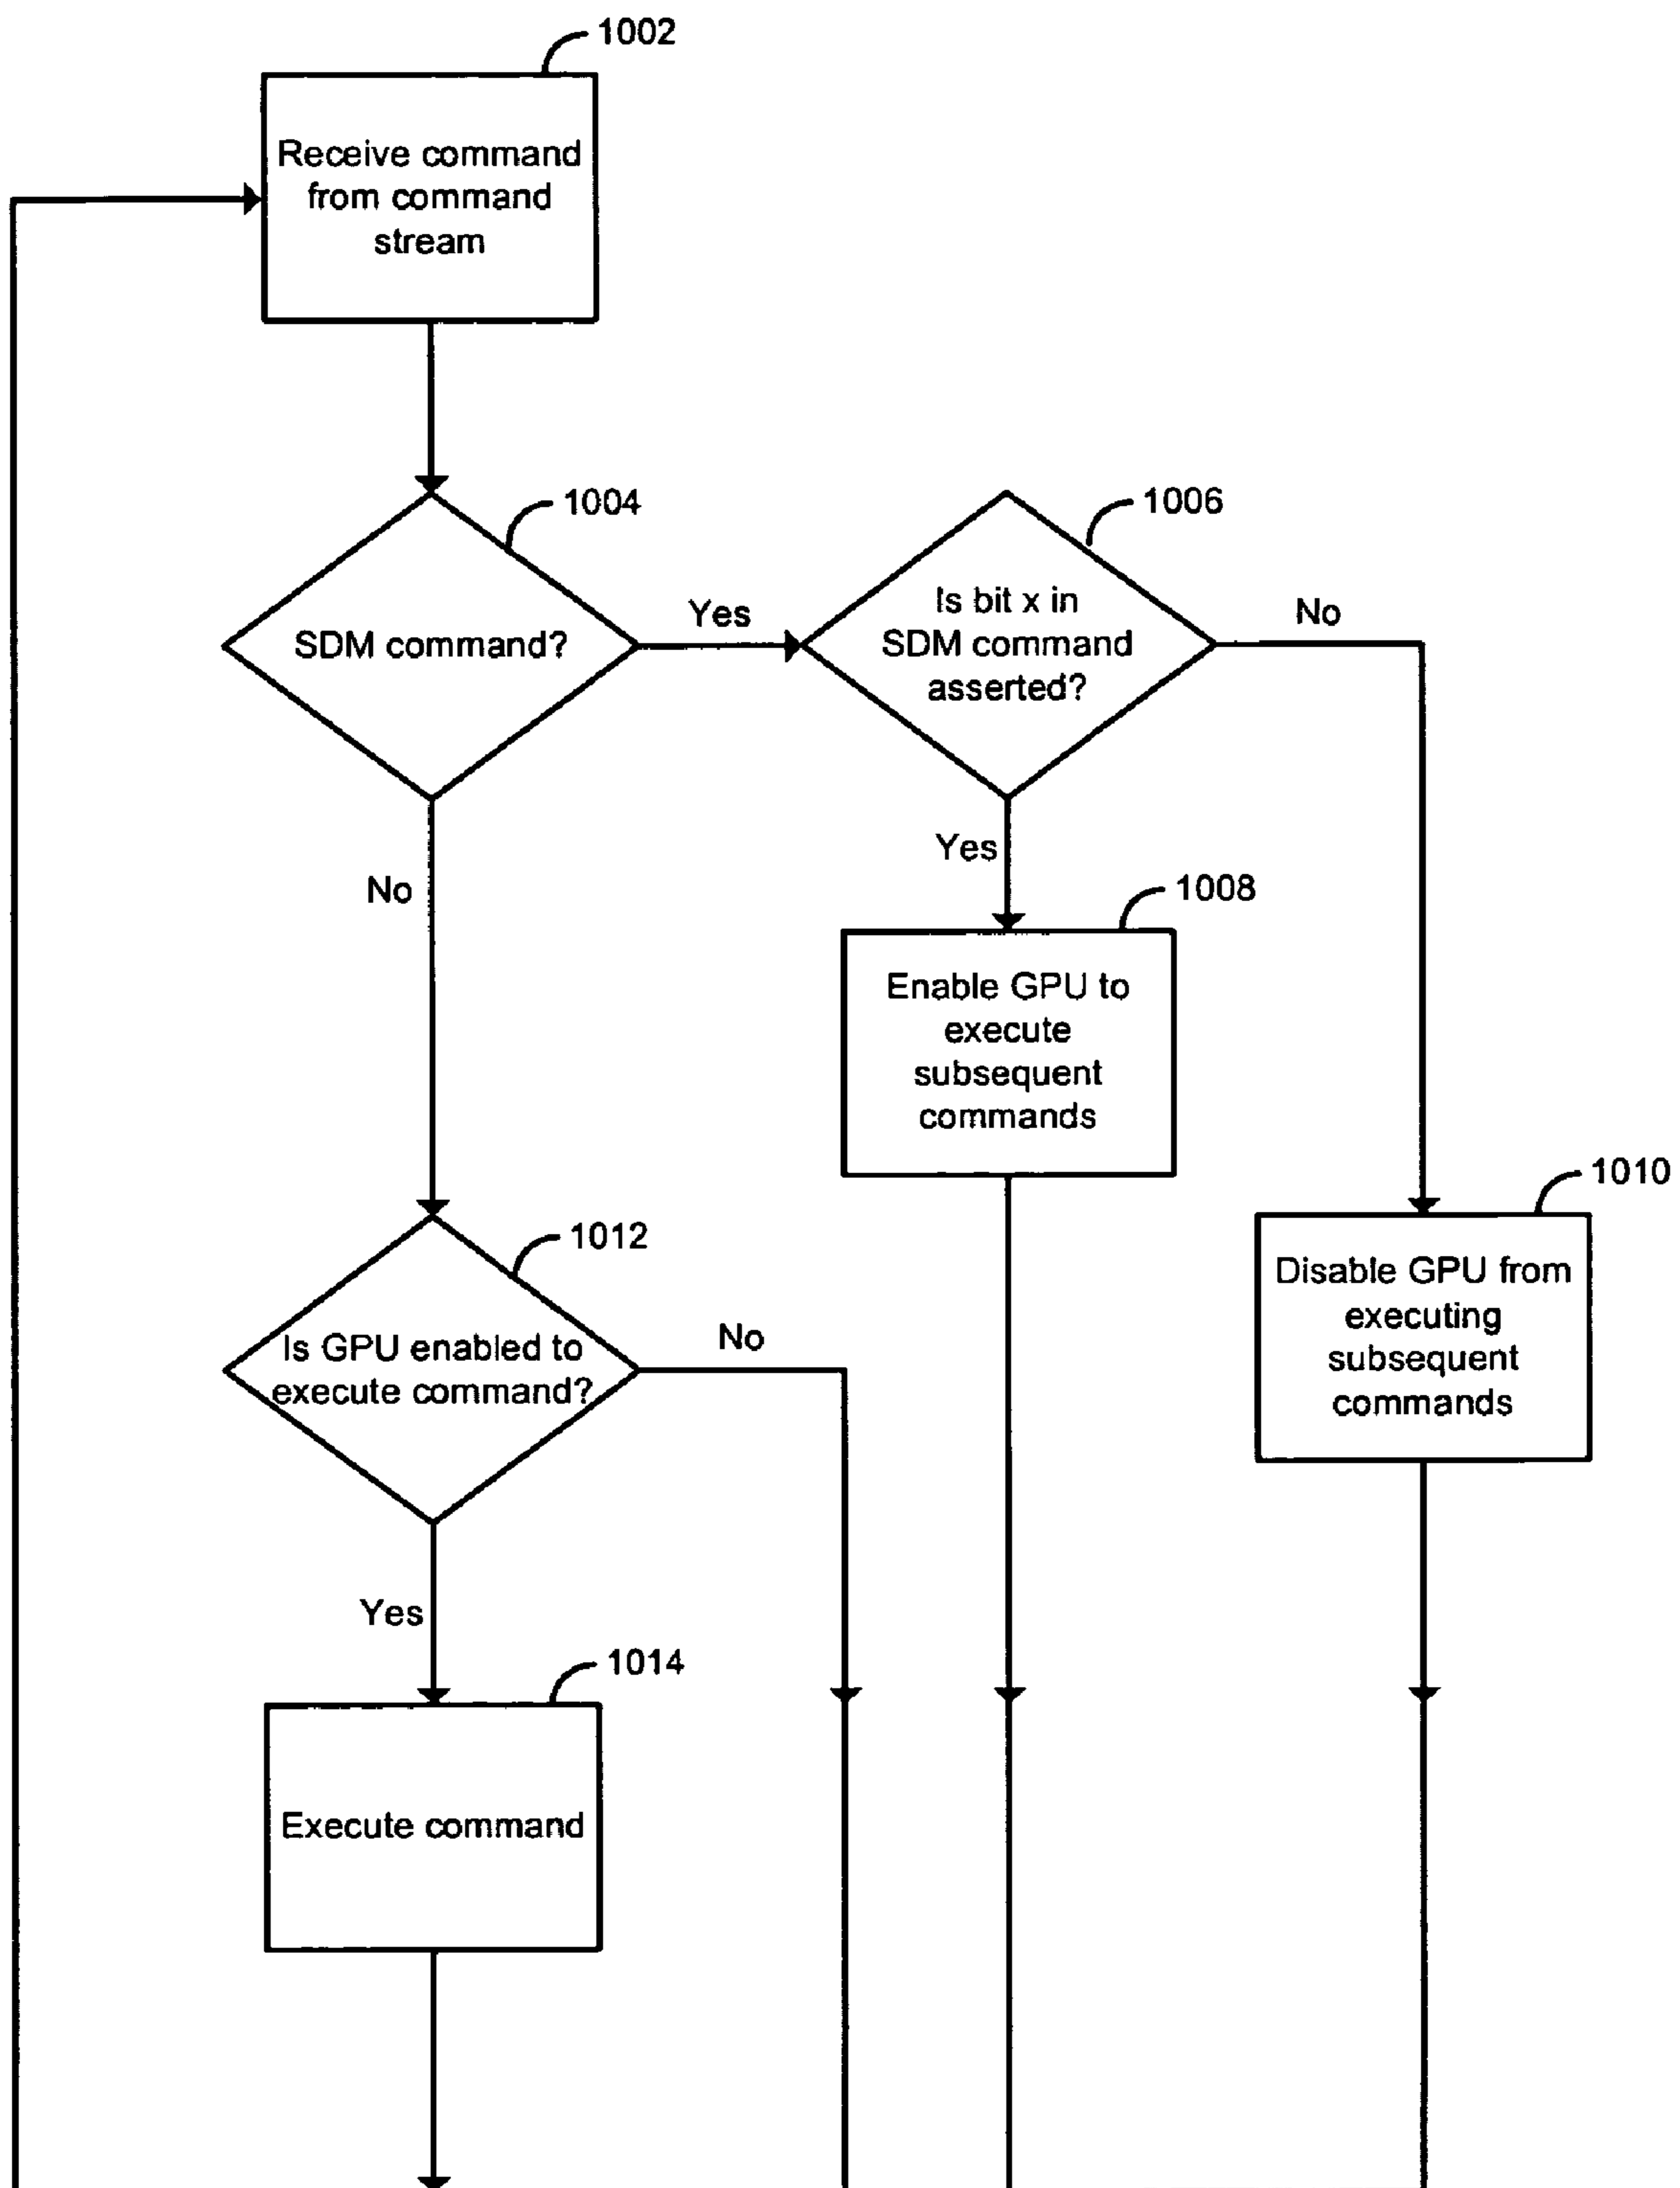 1002
Receive command
from command
stream
1004
SDM command?
Yes
1006
Is bit x in
SDM command
asserted?
No
Yes
No
1008
Enable GPU to
execute
subsequent
commands
1010
Disable GPU from
executing
subsequent
commands
1012
Is GPU enabled to
execute command?
No
Yes
1014
Execute command